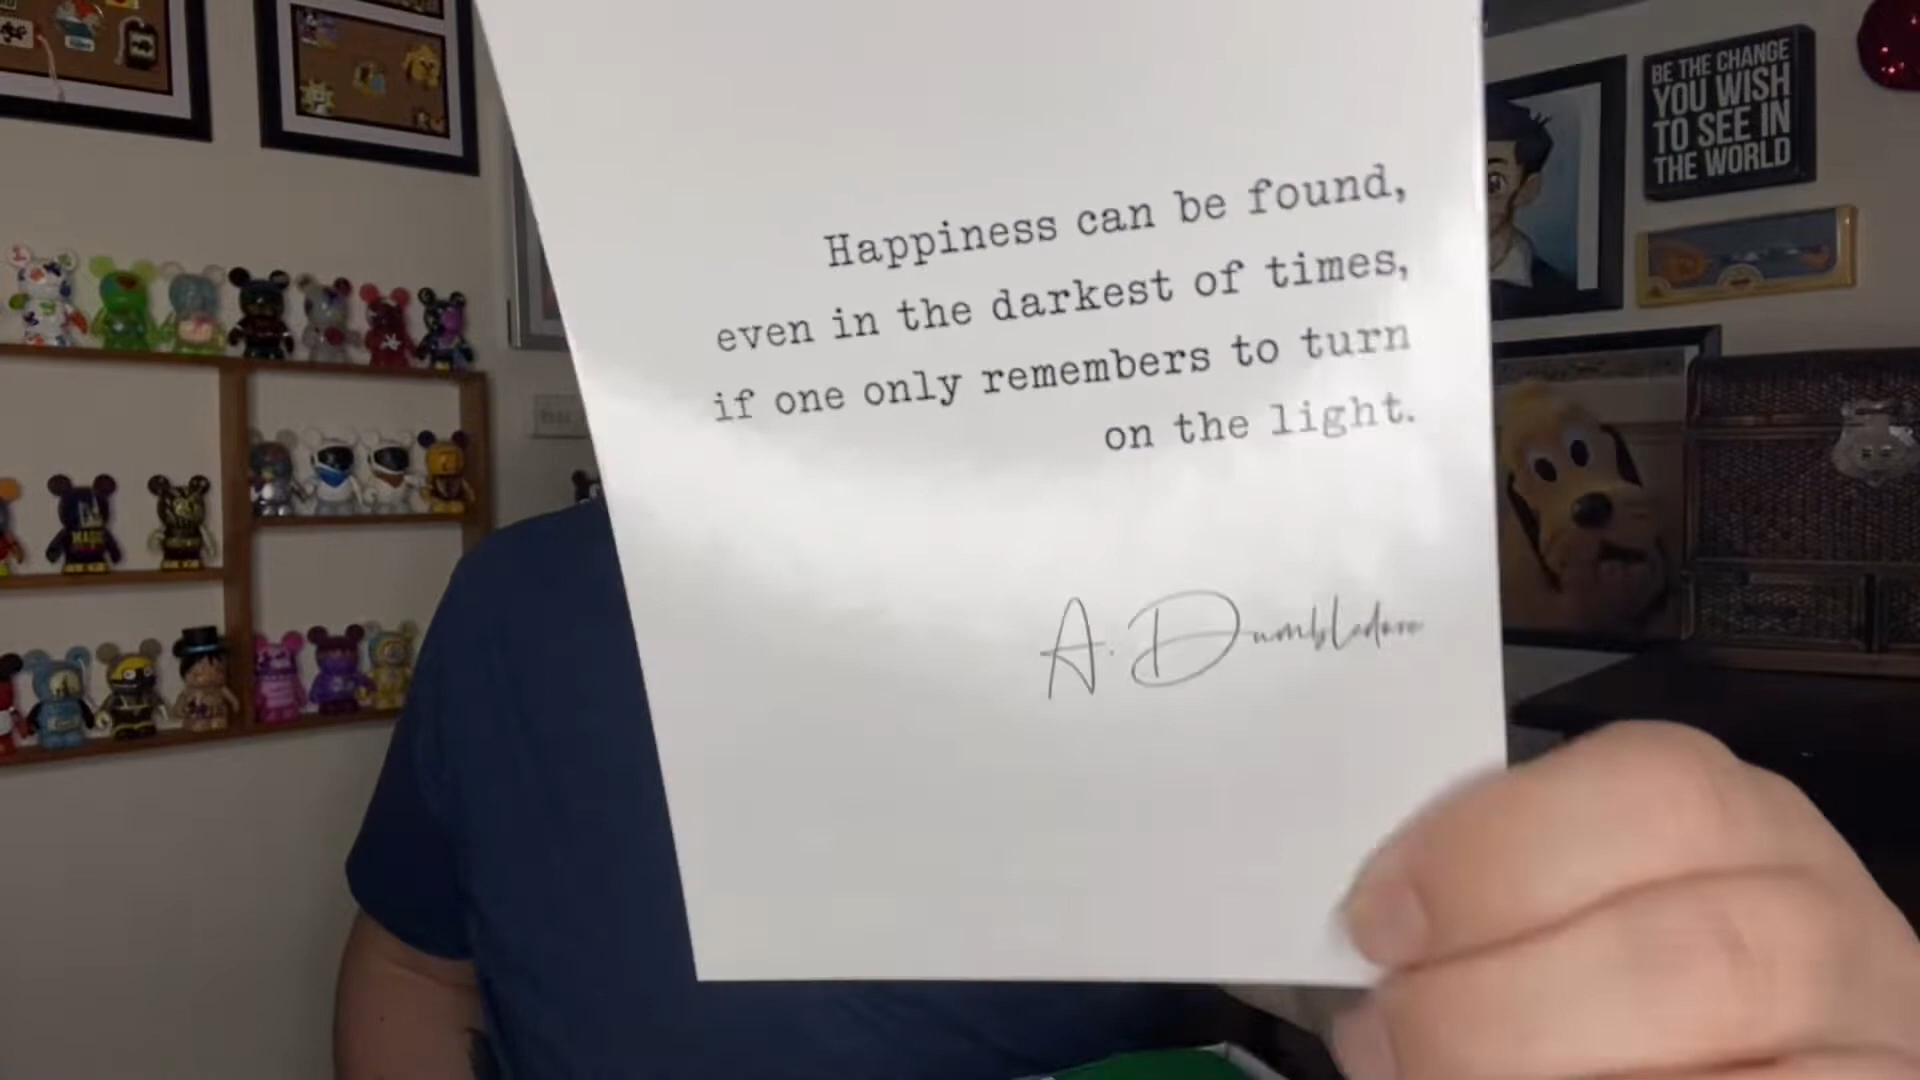 Happiness can be found,
even in the darkest of times,
if one only remembers to turn
on the light.
A. Dumbledore
BE THE CHANGE
YOU WISH
TO SEE IN
THE WORLD